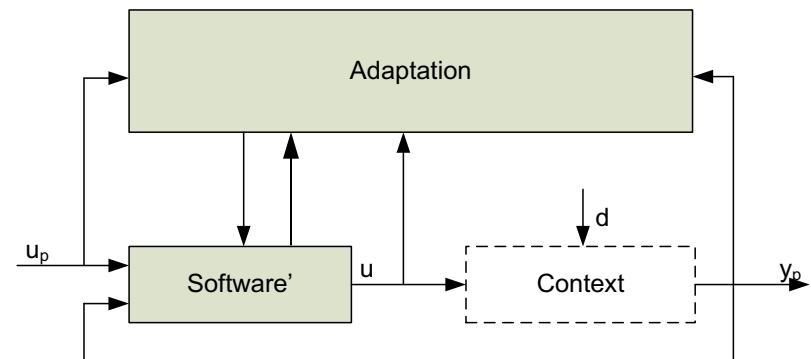 Adaptation
d
uₚ
u
yₚ
Software’
Context